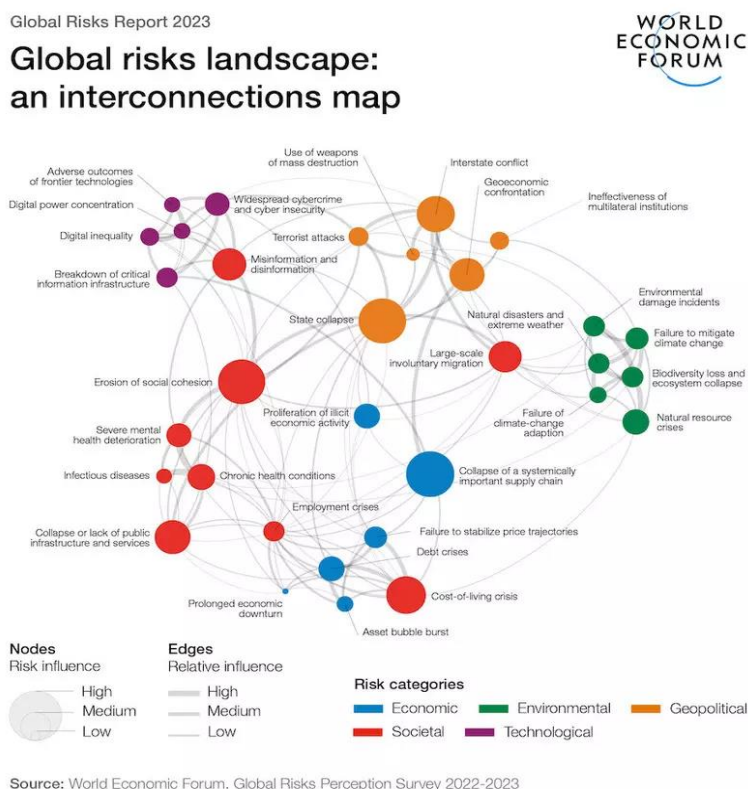 Global Risks Report 2023
WORLD
ECONOMIC
FORUM
Global risks landscape:
an interconnections map
Use of weapons
of mass destruction
Interstate conflict
Adverse outcomes
of frontier technologies
Geoeconomic
confrontation
Digital power concentration
Widespread cybercrime
and cyber insecurity
Ineffectiveness of
multilateral institutions
Digital inequality
Terrorist attacks
Misinformation and
disinformation
Breakdown of critical
information infrastructure
Environmental
damage incidents
State collapse
Natural disasters and
extreme weather
Failure to mitigate
climate change
Large-scale
involuntary migration
Biodiversity loss and
ecosystem collapse
Erosion of social cohesion
Proliferation of illicit
economic activity
Failure of
climate-change
adaption
Natural resource
crises
Severe mental
health deterioration
Infectious diseases
Chronic health conditions
Collapse of a systemically
important supply chain
Employment crises
Collapse or lack of public
infrastructure and services
Failure to stabilize price trajectories
Debt crises
Prolonged economic
downturn
Cost-of-living crisis
Asset bubble burst
Nodes
Risk influence
High
Medium
Low
Edges
Relative influence
High
Medium
Low
Risk categories
Economic
Environmental
Geopolitical
Societal
Technological
Source: World Economic Forum, Global Risks Perception Survey 2022-2023